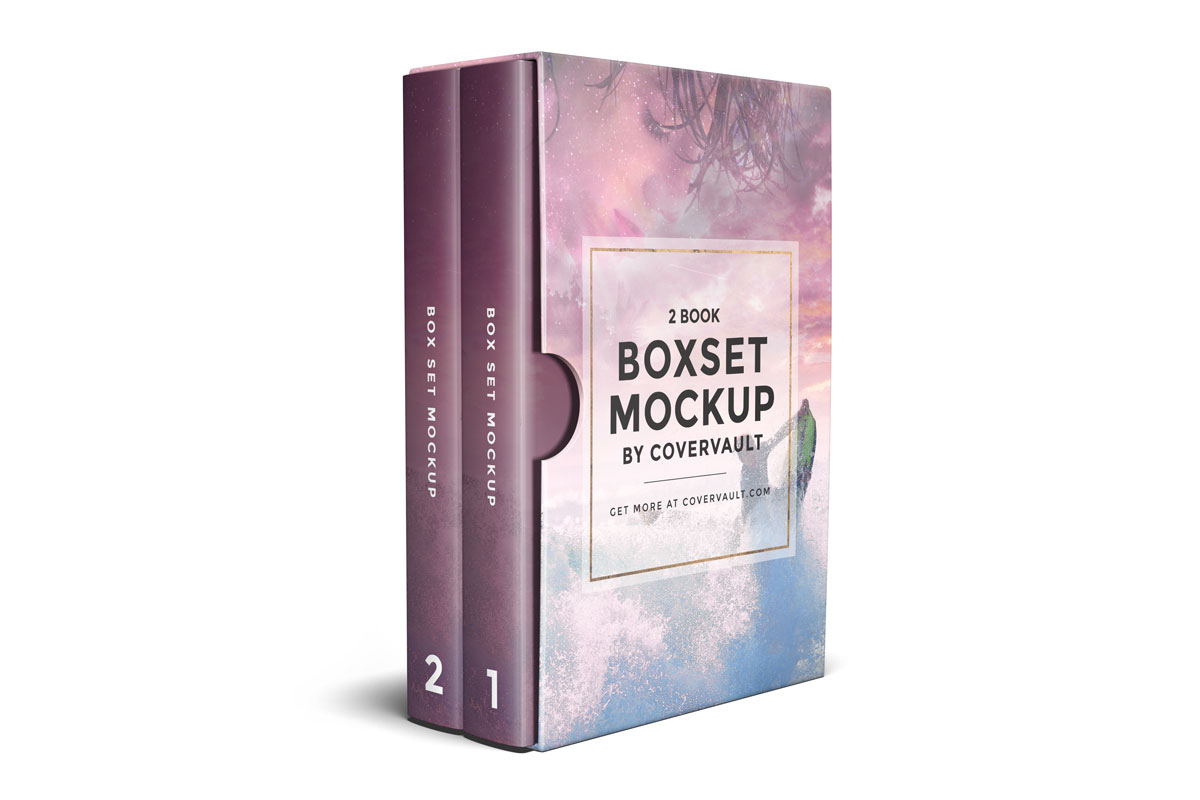 BOX SET MOCKUP
2
BOX SET MOCKUP
1
2 BOOK
BOXSET
MOCKUP
BY COVERVAULT
GET MORE AT COVERVAULT.COM